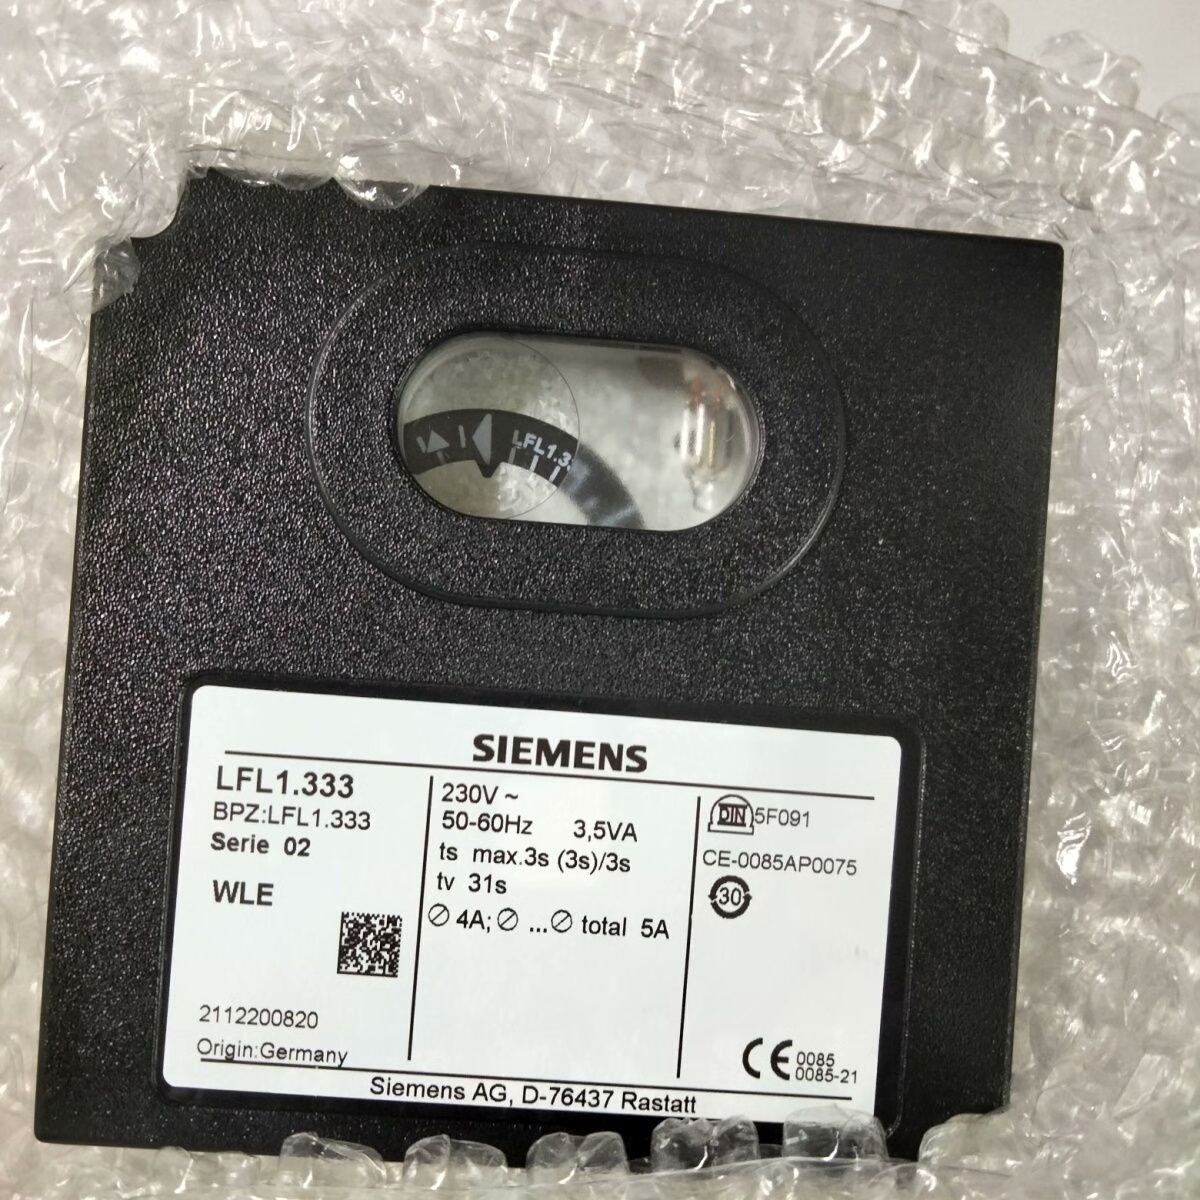 LFL1.3
SIEMENS
LFL1.333
BPZ:LFL1.333
Serie 02
WLE
2112200820
Origin:Germany
230V ~
50-60Hz 3,5VA
ts max.3s (3s)/3s
tv 31s
∅ 4A; ∅ ...∅ total 5A
DIN 5F091
CE-0085AP0075
30
CE 0085
0085-21
Siemens AG, D-76437 Rastatt